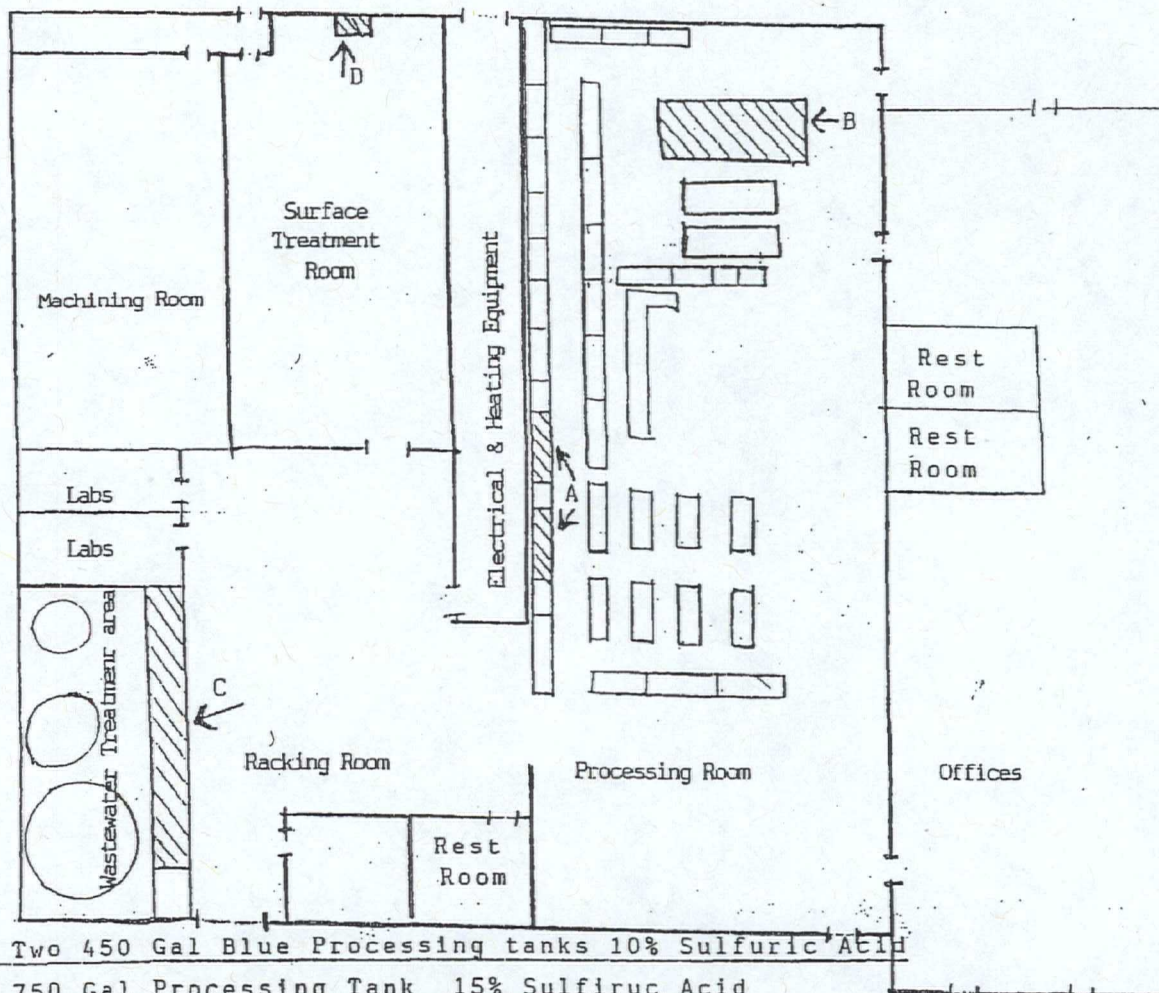 D
B
Surface
Treatment
Room
Machining Room
Electrical & Heating Equipment
Rest
Room
Rest
Room
Labs
A
Labs
Wastewater Treatmenr area
C
Racking Room
Processing Room
Offices
Rest
Room
Two 450 Gal Blue Processing tanks 10% Sulfuric Acid
750 Gal Processing Tank 15% Sulfiruc Acid